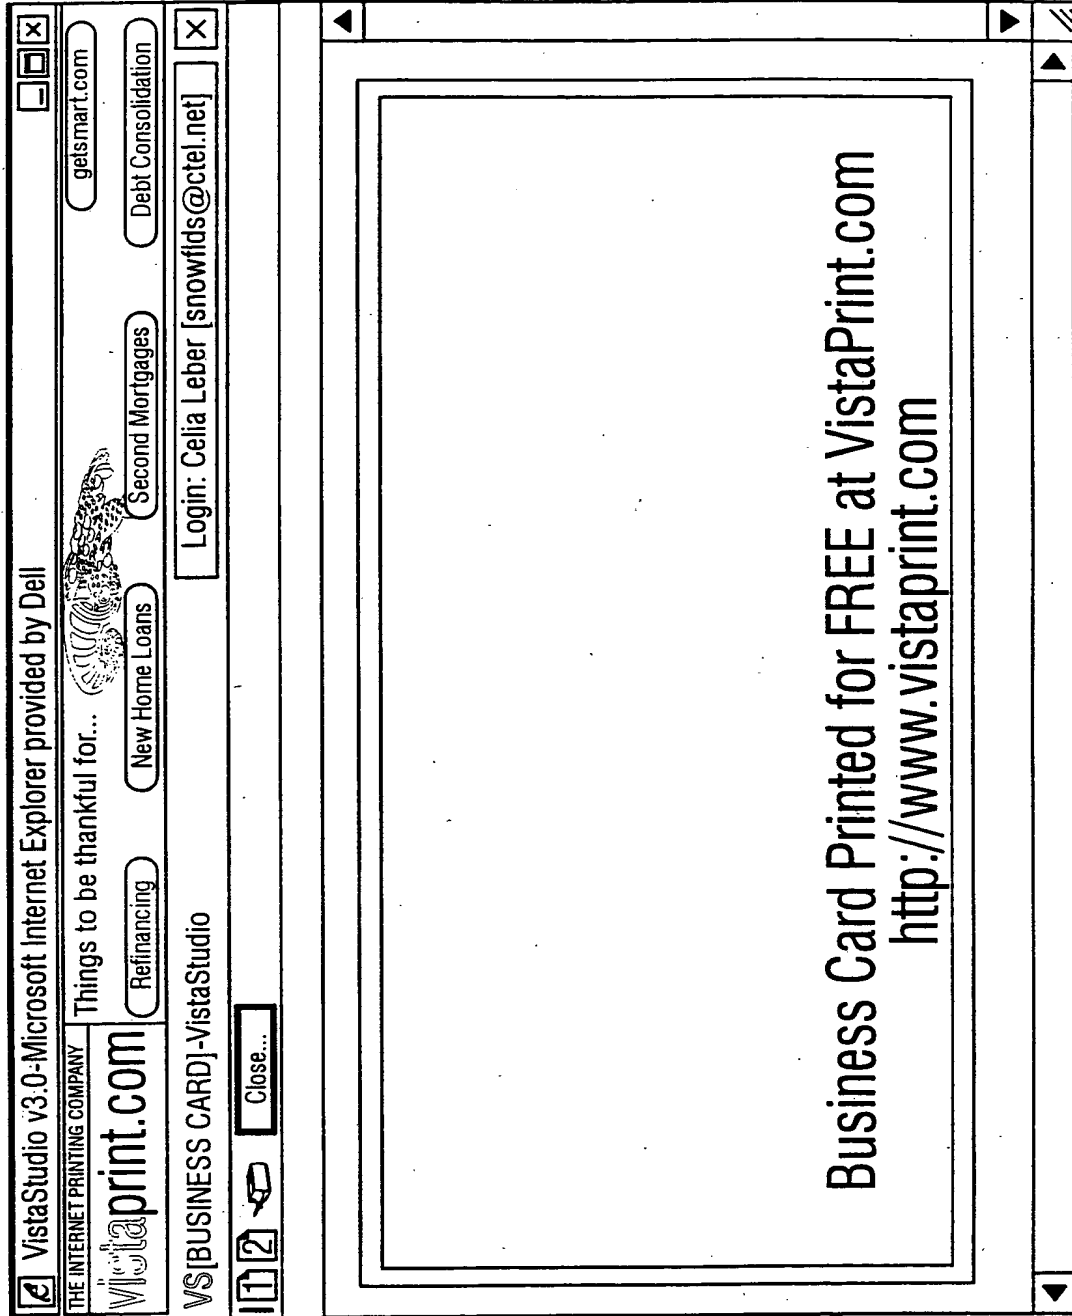 VistaStudio v3.0-Microsoft Internet Explorer provided by Dell
THE INTERNET PRINTING COMPANY
vistaprint.com
Things to be thankful for...
getsmart.com
Refinancing
New Home Loans
Second Mortgages
Debt Consolidation
VS[BUSINESS CARD]-VistaStudio
Login: Celia Leber [snowflds@ctel.net]
1 2
Close...
Business Card Printed for FREE at VistaPrint.com
http://www.vistaprint.com